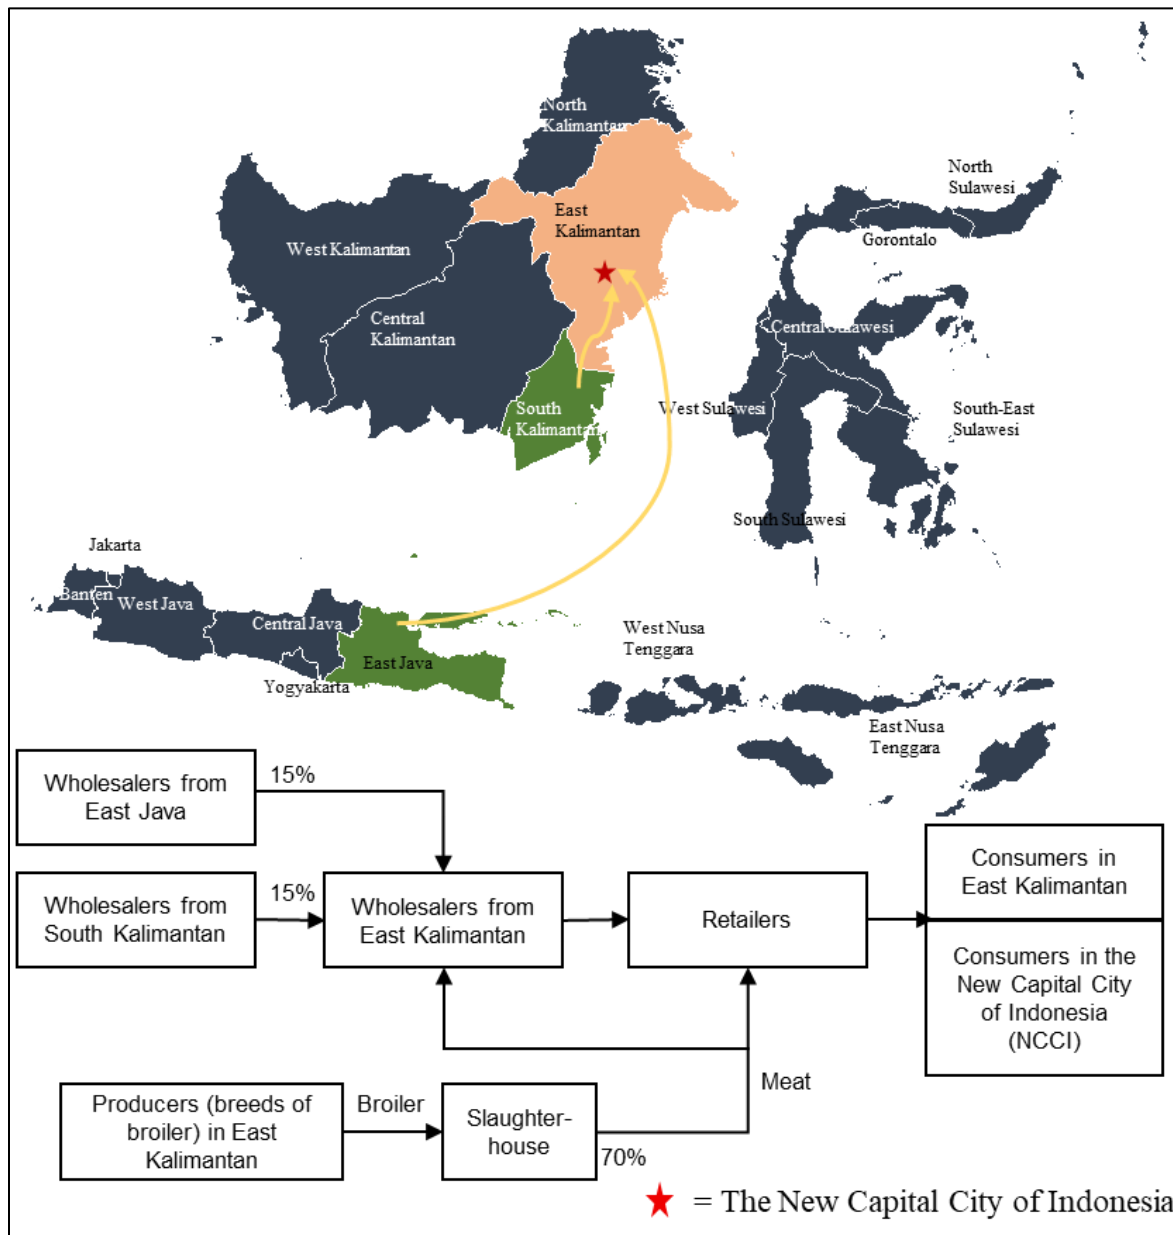 North
Kalimantan
North
Sulawesi
East
Kalimantan
Gorontalo
West Kalimantan
Central
Kalimantan
Central Sulawesi
South
Kalimantan
West Sulawesi
South-East
Sulawesi
South Sulawesi
Jakarta
Banten
West Java
Central Java
West Nusa
Tenggara
East Java
Yogyakarta
East Nusa
Tenggara
Wholesalers from
East Java
15%
Consumers in
East Kalimantan
Wholesalers from
South Kalimantan
15%
Wholesalers from
East Kalimantan
Retailers
Consumers in the
New Capital City
of Indonesia
(NCCI)
Producers (breeds of
broiler) in East
Kalimantan
Broiler
Slaughter-
house
70%
Meat
= The New Capital City of Indonesia